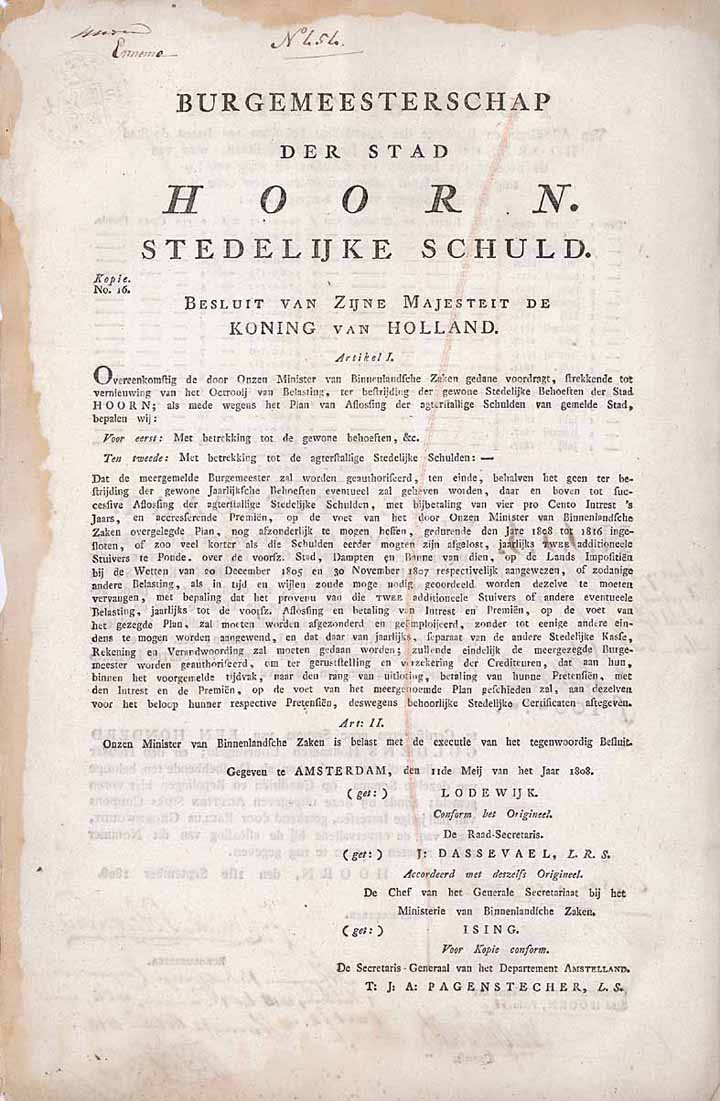 Ennema
No 454.
BURGEMEESTERSCHAP
DER STAD
HOORN.
STEDELIJKE SCHULD.
Kopie.
No. 16.
BESLUIT VAN ZIJNE MAJESTEIT DE
KONING VAN HOLLAND.
Artikel I.
Overeenkomſtig de door Onzen Miniſter van Binnenlandſche Zaken gedane voordragt, ſtrekkende tot
vernieuwing van het Octrooij van Belaſting, ter beſtrijding der gewone Stedelijke Behoeften der Stad
HOORN; als mede wegens het Plan van Afloſſing der agterſtallige Schulden van gemelde Stad,
bepalen wij:
Voor eerst: Met betrekking tot de gewone behoeften, &c.
Ten tweede: Met betrekking tot de agterſtallige Stedelijke Schulden: —
Dat de meergemelde Burgemeester zal worden geauthoriſeerd, ten einde, behalven het geen ter be-
ſtrijding der gewone Jaarlijkſche Behoeften eventueel zal geheven worden, daar en boven tot ſuc-
ceſſive Afloſſing der agterſtallige Stedelijke Schulden, met bijbetaling van vier pro Cento Intrest 's
Jaars, en accresſerende Premiën, op de voet van het door Onzen Miniſter van Binnenlandſche
Zaken overgelegde Plan, nog afzonderlijk te mogen heffen, gedurende den Jare 1808 tot 1816 inge-
ſloten, of zoo veel korter als die Schulden eerder mogten zijn afgelost, jaarlijks TWEE additioneele
Stuivers te Ponde, over de voorſz. Stad, Dampten en Banne van dien, op de Lands Impoſitiën
bij de Wetten van 20 December 1805 en 30 November 1807 reſpectivelijk aangewezen, of zodanige
andere Belasting, als in tijd en wijlen zoude moge nodig geoordeeld worden dezelve te moeten
vervangen, met bepaling dat het provenu van die TWEE additioneele Stuivers of andere eventueele
Belasting, jaarlijks tot de voorſz. Afloſſing en betaling van Intrest en Premiën, op de voet van
het gezegde Plan, zal moeten worden afgezonderd en geëmploijeerd, zonder tot eenige andere ein-
dens te mogen worden aangewend, en dat daar van jaarlijks, ſeparaat van de andere Stedelijke Kasſe,
Rekening en Verandwoording zal moeten gedaan worden; zullende eindelijk de meergezegde Burge-
meester worden geauthoriſeerd, om ter geruſtſtelling en verzekering der Crediteuren, dat aan hun,
binnen het voorgemelde tijdvak, naar den rang van uitloting, betaling van hunne Pretenſiën, met
den Intrest en de Premiën, op de voet van het meergenoemde Plan geſchieden zal, aan dezelven
voor het beloop hunner respective Pretenſiën, deswegens behoorlijke Stedelijke Certificaten aftegeven.
Art: II.
Onzen Minister van Binnenlandſche Zaken is belast met de executie van het tegenwoordig Beſluit.
Gegeven te AMSTERDAM, den 11de Meij van het Jaar 1808.
(get:) LODEWIJK.
Conform het Origineel.
De Raad-Secretaris.
(get:) J: DASSEVAEL, L. R. S.
Accordeerd met deszelfs Origineel.
De Chef van het Generale Secretariaat bij het
Ministerie van Binnenlandſche Zaken.
(get:) ISING.
Voor Kopie conform.
De Secretaris-Generaal van het Departement AMSTELLAND.
T: J: A: PAGENSTECHER, L. S.